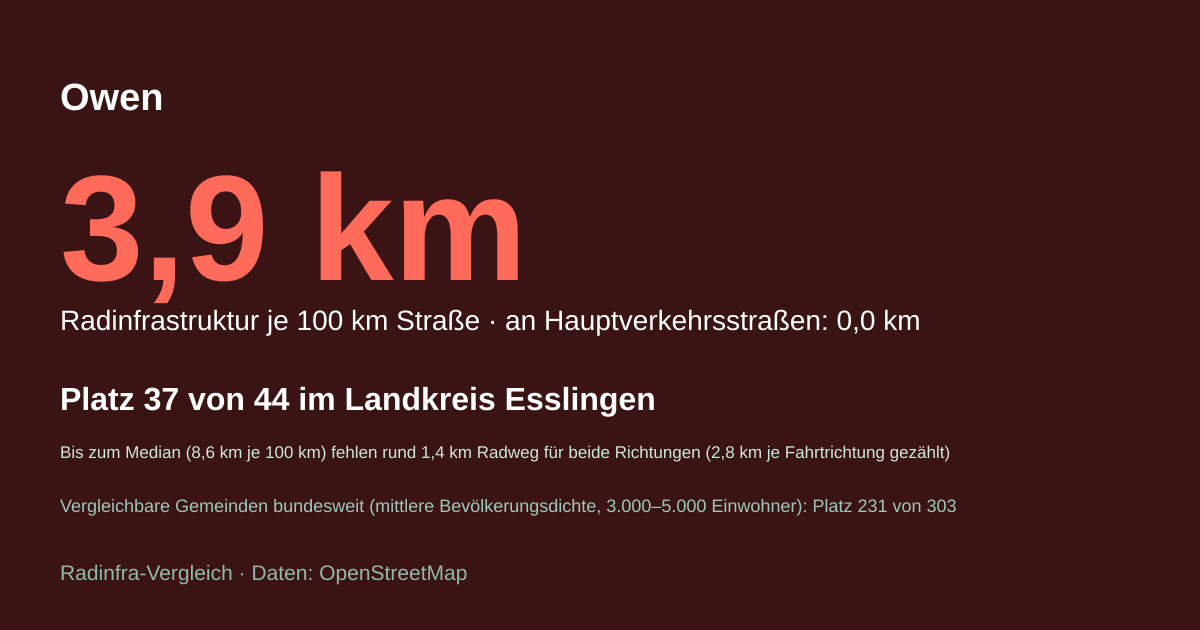 Owen
3,9 km
Radinfrastruktur je 100 km Straße · an Hauptverkehrsstraßen: 0,0 km
Platz 37 von 44 im Landkreis Esslingen
Bis zum Median (8,6 km je 100 km) fehlen rund 1,4 km Radweg für beide Richtungen (2,8 km je Fahrtrichtung gezählt)
Vergleichbare Gemeinden bundesweit (mittlere Bevölkerungsdichte, 3.000–5.000 Einwohner): Platz 231 von 303
Radinfra-Vergleich · Daten: OpenStreetMap